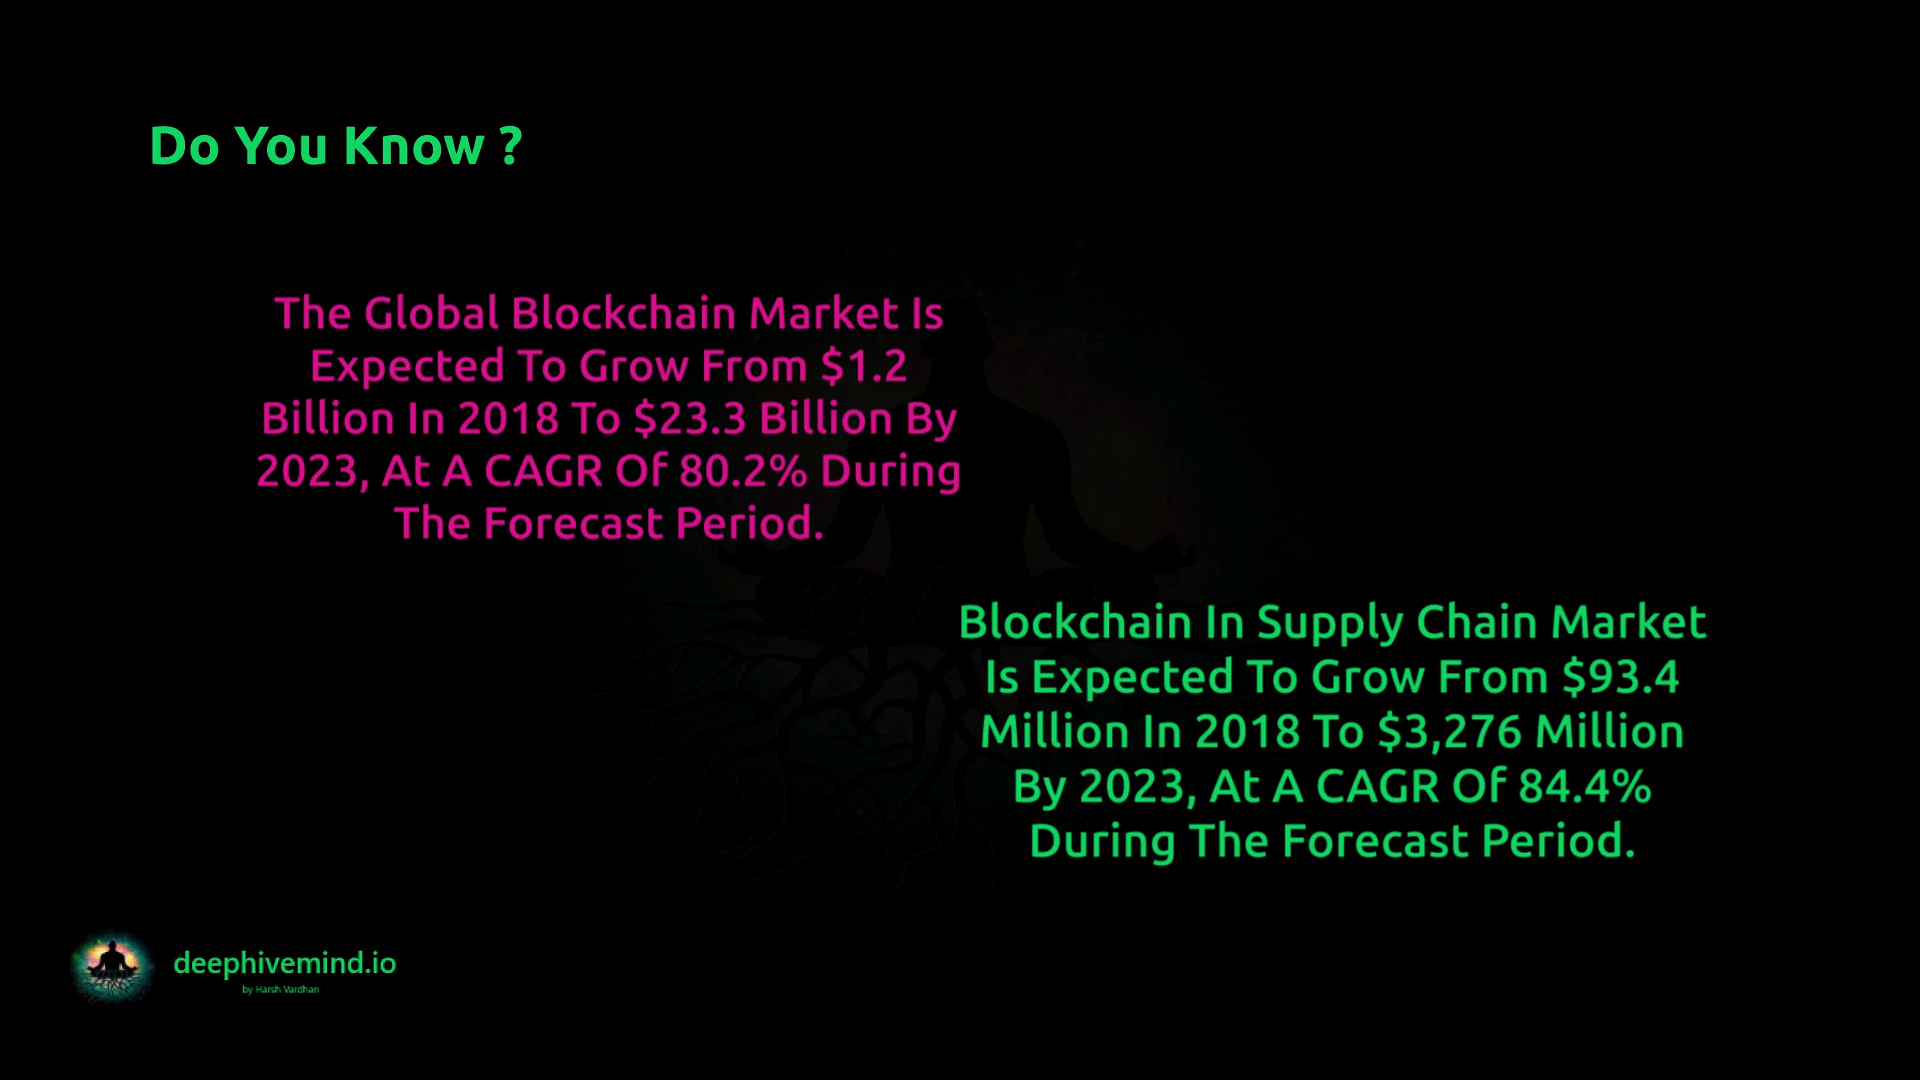 Do You Know ?
The Global Blockchain Market Is
Expected To Grow From $1.2
Billion In 2018 To $23.3 Billion By
2023, At A CAGR Of 80.2% During
The Forecast Period.
Blockchain In Supply Chain Market
Is Expected To Grow From $93.4
Million In 2018 To $3,276 Million
By 2023, At A CAGR Of 84.4%
During The Forecast Period.
deephivemind.io
by Harsh Vardhan